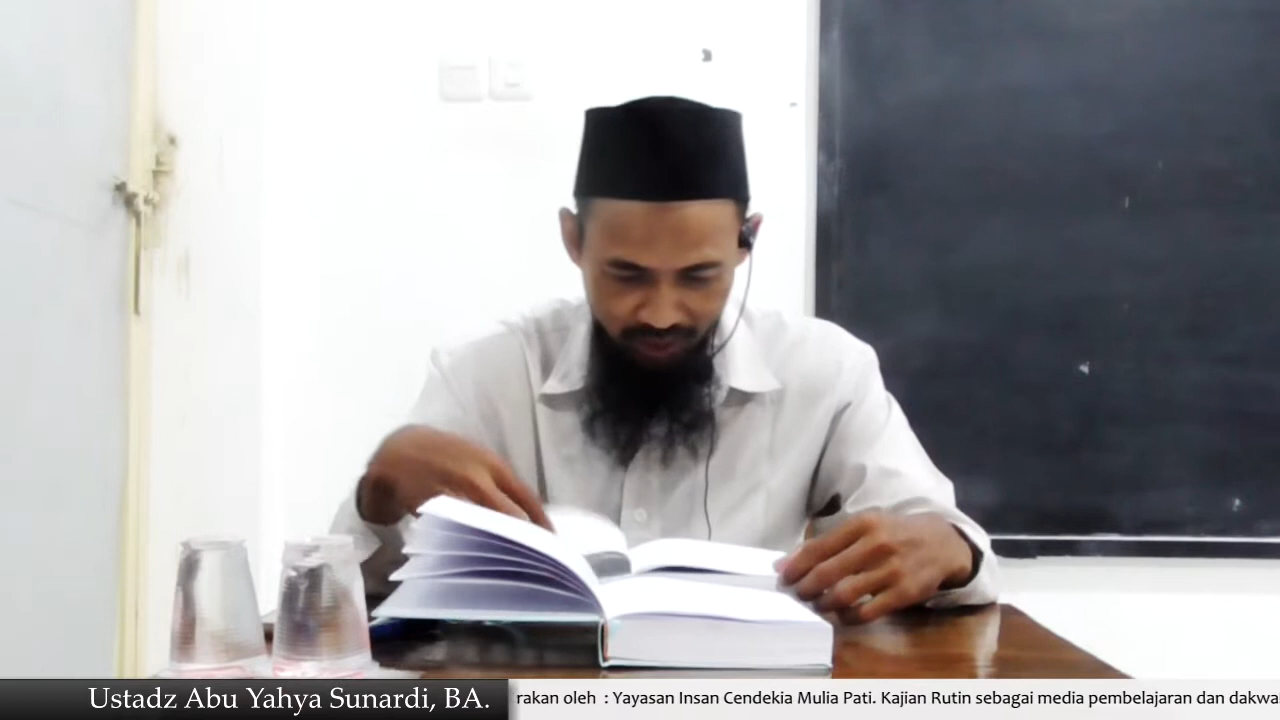 Ustadz Abu Yahya Sunardi, BA.
rakan oleh : Yayasan Insan Cendekia Mulia Pati. Kajian Rutin sebagai media pembelajaran dan dakwa